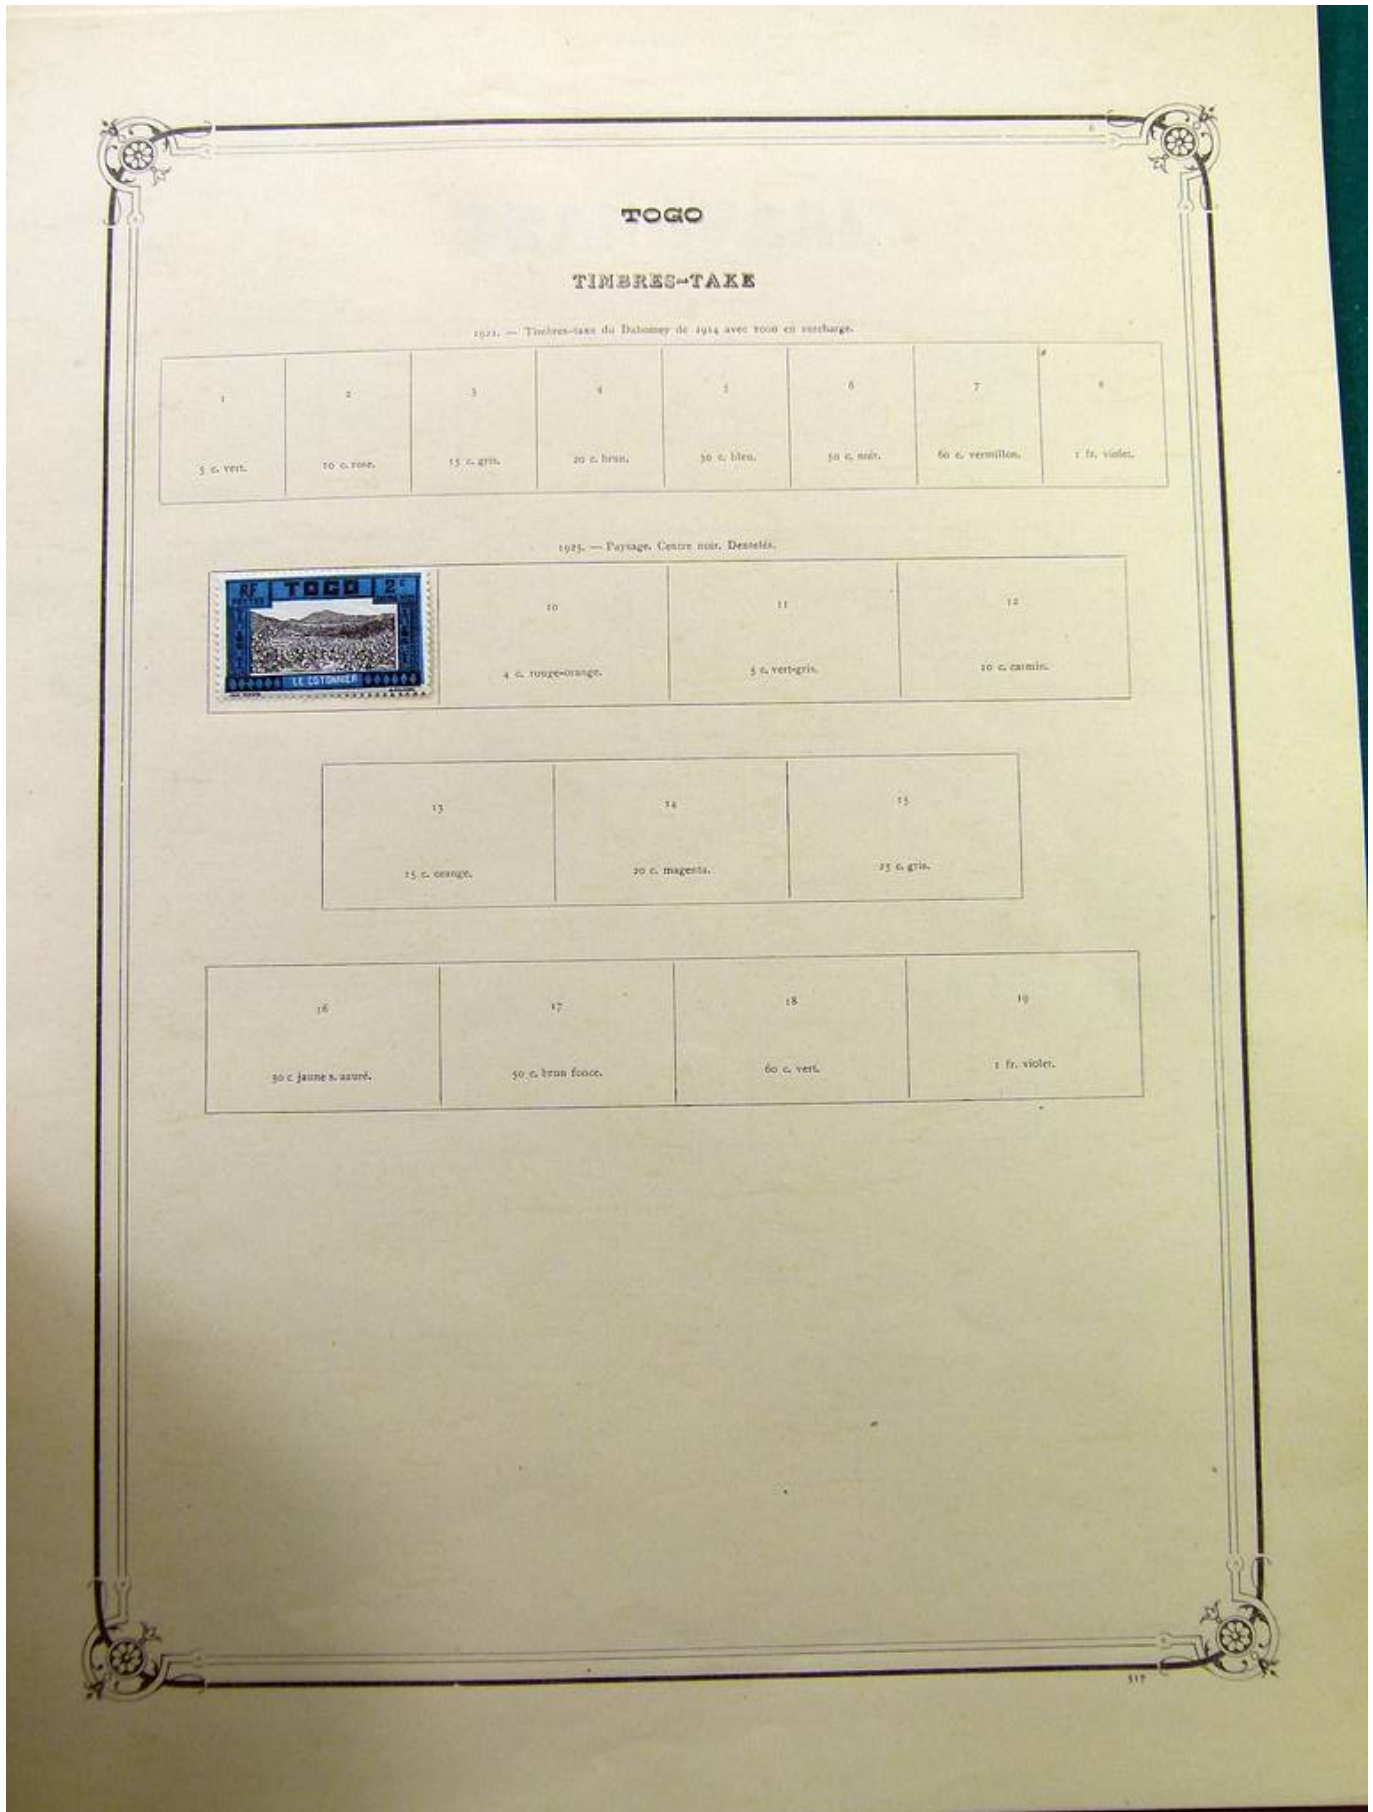 TOGO
TIMBRES-TAXE
1921. — Timbres-taxe du Dahomey de 1914 avec TOGO en surcharge.
1 2 3 4 5 6 7 8
5 c. vert. 10 c. rose. 15 c. gris. 20 c. brun. 30 c. bleu. 50 c. noir. 60 c. vermillon. 1 fr. violet.
1925. — Paysage. Centre noir. Dentelés.
RF TOGO 2 c
POSTES
LE COTONNIER
10 11 12
4 c. rouge-orange. 5 c. vert-gris. 10 c. carmin.
13 14 15
15 c. orange. 20 c. magenta. 25 c. gris.
16 17 18 19
30 c jaune s. azuré. 50 c. brun foncé. 60 c. vert. 1 fr. violet.
517